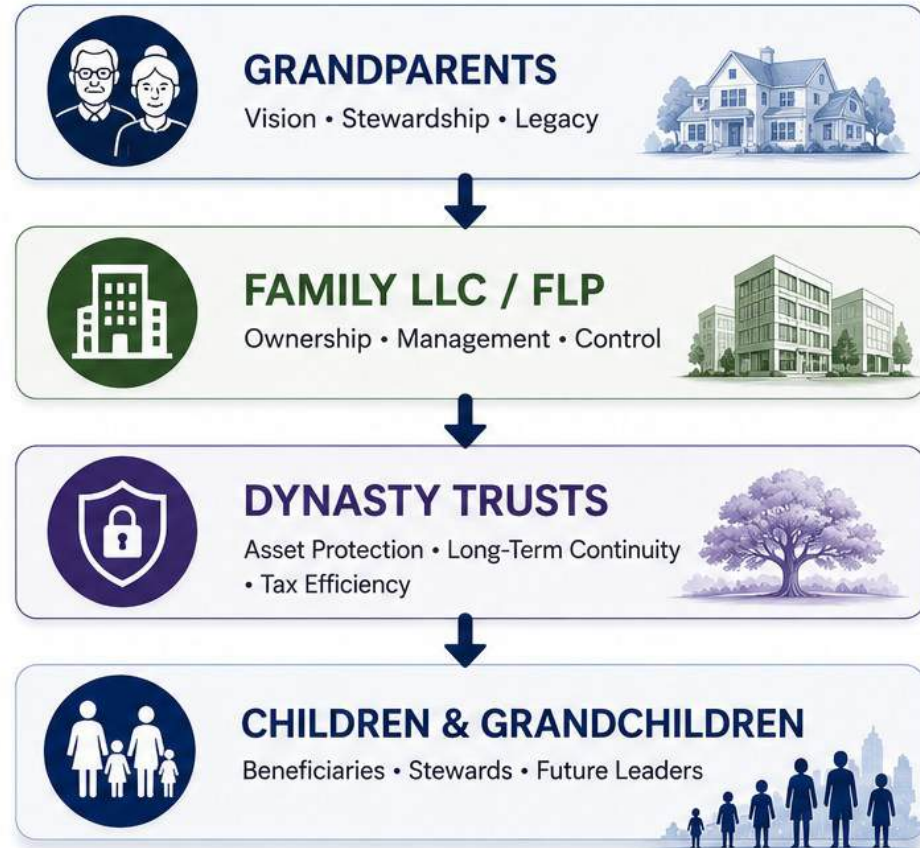 GRANDPARENTS
Vision • Stewardship • Legacy
FAMILY LLC / FLP
Ownership • Management • Control
DYNASTY TRUSTS
Asset Protection • Long-Term Continuity
• Tax Efficiency
CHILDREN & GRANDCHILDREN
Beneficiaries • Stewards • Future Leaders